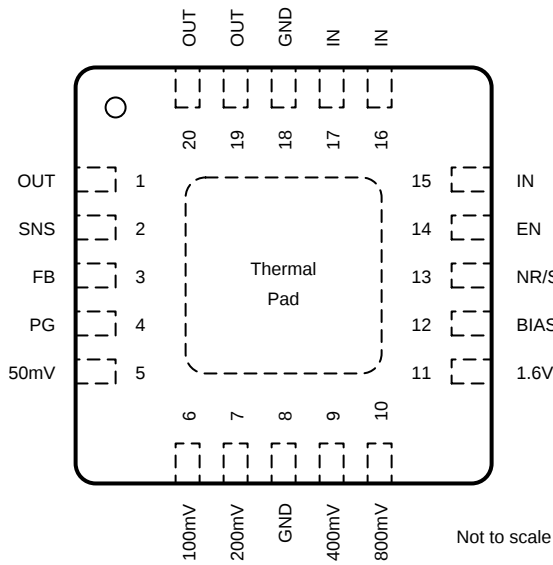 OUT OUT GND IN IN
20 19 18 17 16
OUT 1 15 IN
SNS 2 14 EN
FB 3 13 NR/S
PG 4 12 BIAS
50mV 5 11 1.6V
Thermal
Pad
6 7 8 9 10
100mV 200mV GND 400mV 800mV
Not to scale